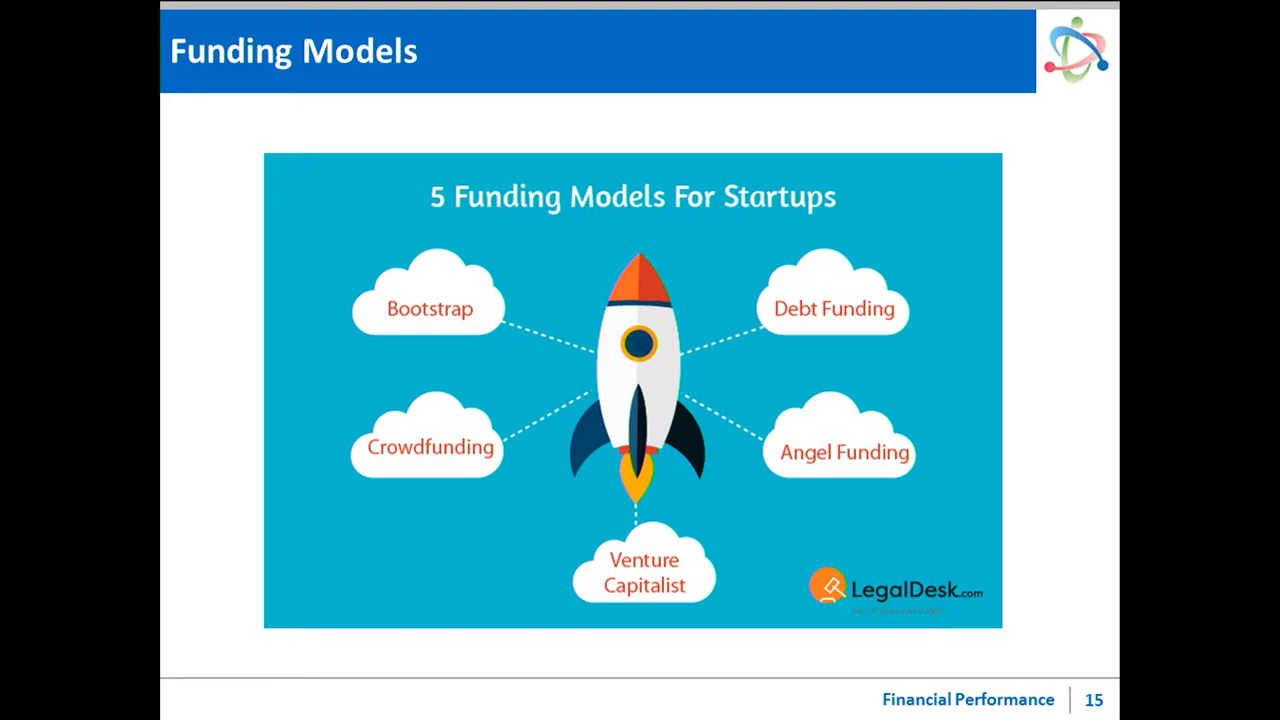 Funding Models
5 Funding Models For Startups
Bootstrap
Debt Funding
Crowdfunding
Angel Funding
Venture
Capitalist
LegalDesk.com
Financial Performance
15